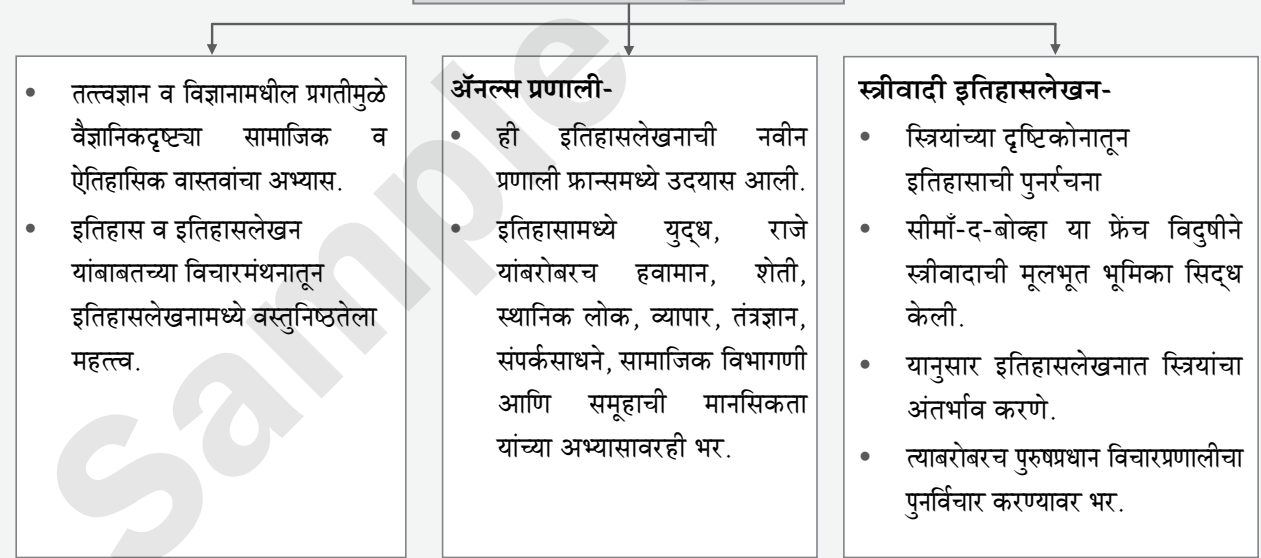 तत्त्वज्ञान व विज्ञानामधील प्रगतीमुळे
वैज्ञानिकदृष्ट्या सामाजिक व
ऐतिहासिक वास्तवांचा अभ्यास.
इतिहास व इतिहासलेखन
यांबाबतच्या विचारमंथनातून
इतिहासलेखनामध्ये वस्तुनिष्ठतेला
महत्त्व.
ॲनल्स प्रणाली-
ही इतिहासलेखनाची नवीन
प्रणाली फ्रान्समध्ये उदयास आली.
इतिहासामध्ये युद्ध, राजे
यांबरोबरच हवामान, शेती,
स्थानिक लोक, व्यापार, तंत्रज्ञान,
संपर्कसाधने, सामाजिक विभागणी
आणि समूहाची मानसिकता
यांच्या अभ्यासावरही भर.
स्त्रीवादी इतिहासलेखन-
स्त्रियांच्या दृष्टिकोनातून
इतिहासाची पुनर्रचना
सीमाँ-द-बोव्हा या फ्रेंच विदुषीने
स्त्रीवादाची मूलभूत भूमिका सिद्ध
केली.
यानुसार इतिहासलेखनात स्त्रियांचा
अंतर्भाव करणे.
त्याबरोबरच पुरुषप्रधान विचारप्रणालीचा
पुनर्विचार करण्यावर भर.
Sample